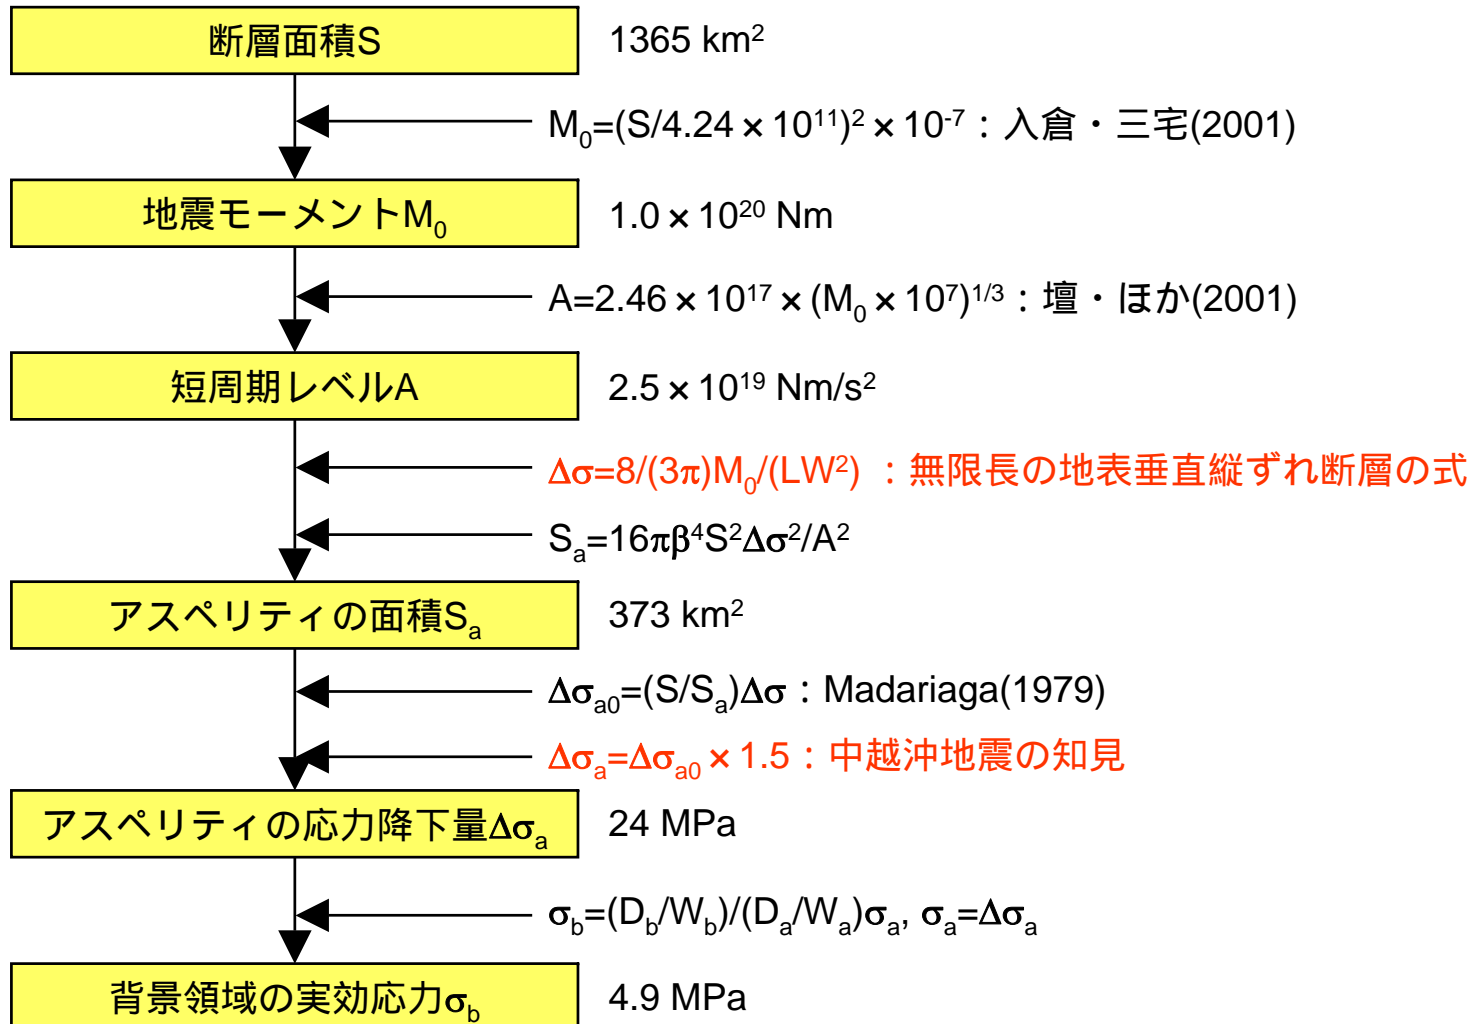 断層面積S 1365 km²
M₀=(S/4.24×10¹¹)²×10⁻⁷：入倉・三宅(2001)
地震モーメントM₀ 1.0×10²⁰ Nm
A=2.46×10¹⁷×(M₀×10⁷)¹ᐟ³：壇・ほか(2001)
短周期レベルA 2.5×10¹⁹ Nm/s²
Δσ=8/(3π)M₀/(LW²) ：無限長の地表垂直縦ずれ断層の式
Sₐ=16πβ⁴S²Δσ²/A²
アスペリティの面積Sₐ 373 km²
Δσₐ₀=(S/Sₐ)Δσ：Madariaga(1979)
Δσₐ=Δσₐ₀×1.5：中越沖地震の知見
アスペリティの応力降下量Δσₐ 24 MPa
σ_b=(D_b/W_b)/(Dₐ/Wₐ)σₐ, σₐ=Δσₐ
背景領域の実効応力σ_b 4.9 MPa